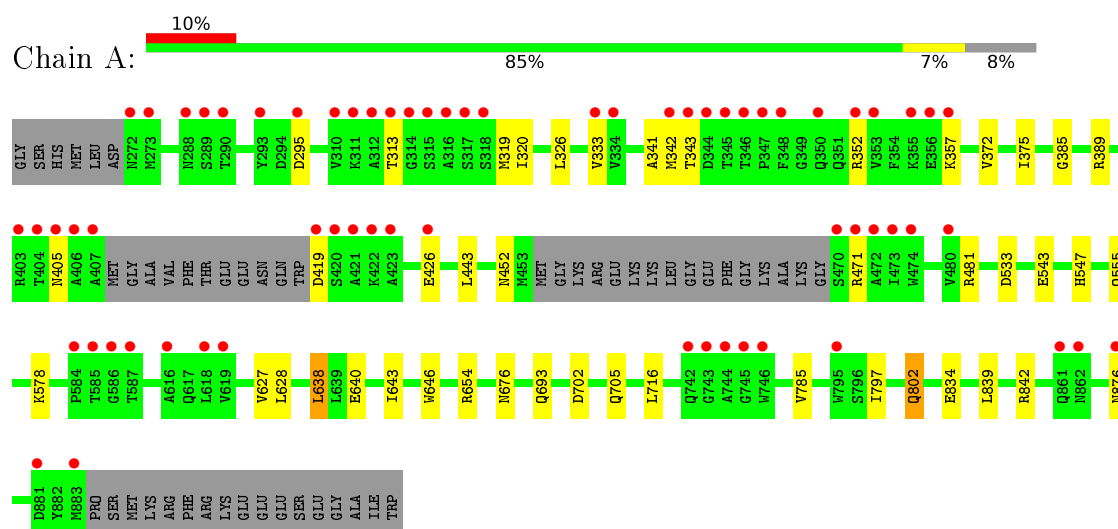 10%
Chain A:
85% 7% 8%
GLY SER HIS MET LEU ASP N272 M273 N288 S289 T290 Y293 D294 D295 V310 K311 A312 T313 G314 S315 A316 S317 S318 M319 I320 L326 V333 V334 A341 M342 T343 D344 T345 T346 P347 F348 G349 Q350 Q351 R352 V353 F354 K355 E356 K357 V372 I375 G385 R389
R403 T404 N405 A406 A407 MET GLY ALA VAL PHE THR GLU GLU ASN GLN TRP D419 S420 A421 K422 A423 E426 L443 N452 M453 MET GLY LYS ARG GLU LYS LYS LEU GLY GLU PHE GLY LYS ALA LYS GLY S470 R471 A472 I473 W474 V480 R481 D533 E543 H547 Q555
K578 P584 T585 G586 T587 A616 Q617 L618 V619 V627 L628 L638 L639 E640 I643 W646 R654 N676 Q693 D702 Q705 L716 Q742 G743 A744 G745 W746 V785 W795 S796 I797 Q802 E834 L839 R842 Q861 N862 N876
D881 Y882 M883 PRO SER MET LYS ARG PHE ARG LYS GLU GLU GLU SER GLU GLY ALA ILE TRP